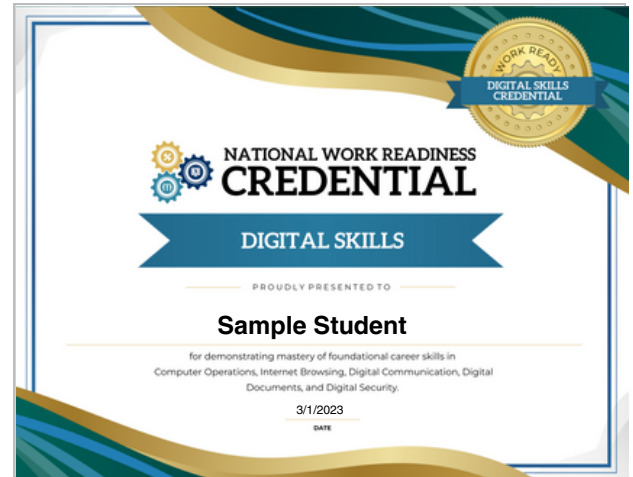 WORK READY
DIGITAL SKILLS
CREDENTIAL
NATIONAL WORK READINESS
CREDENTIAL
DIGITAL SKILLS
PROUDLY PRESENTED TO
Sample Student
for demonstrating mastery of foundational career skills in
Computer Operations, Internet Browsing, Digital Communication, Digital
Documents, and Digital Security.
3/1/2023
DATE